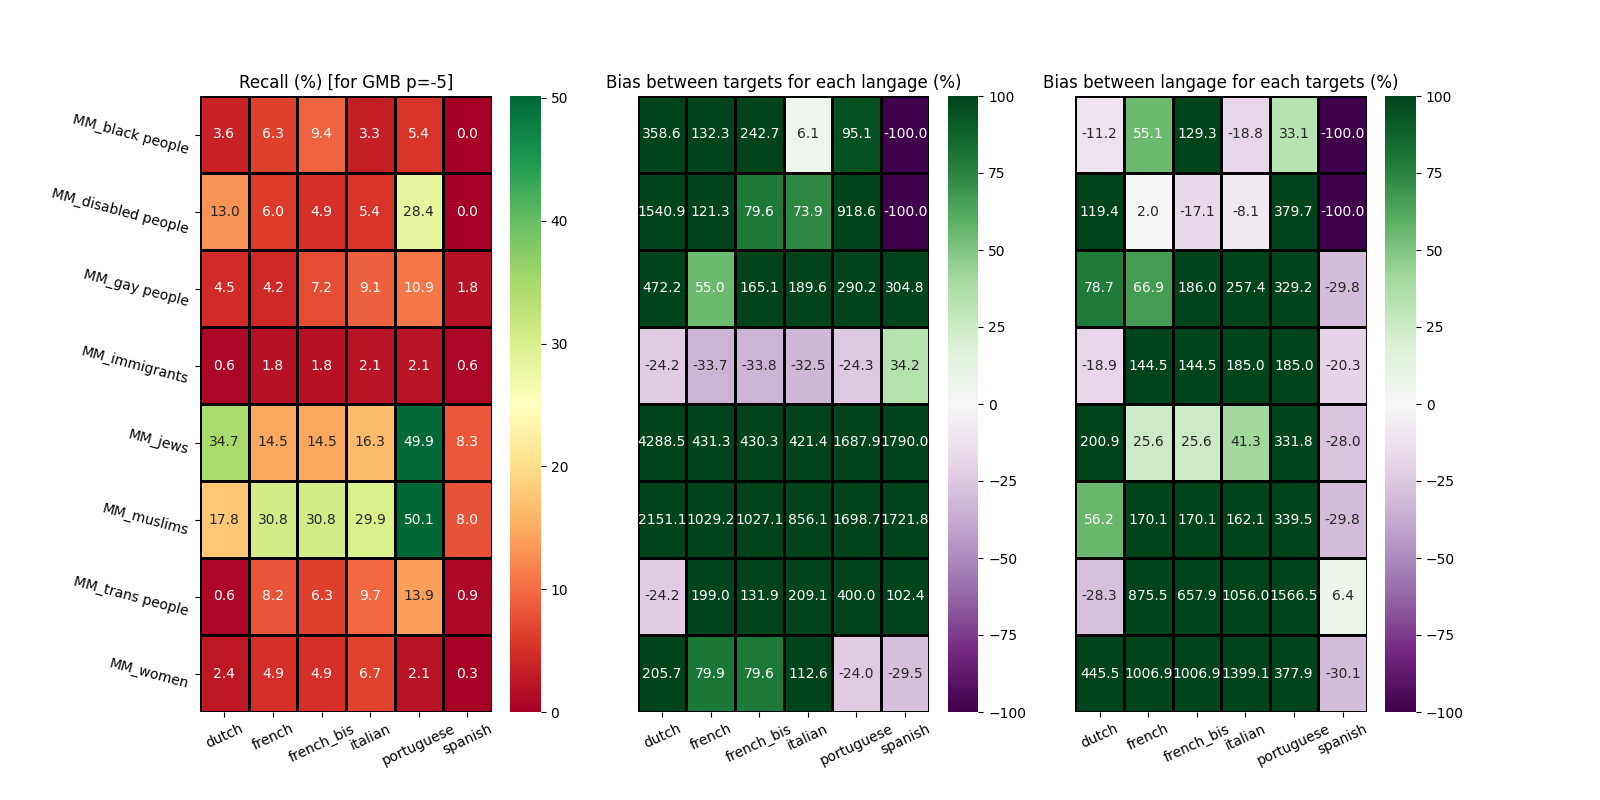 Recall (%) [for GMB p=-5]
Bias between targets for each langage (%)
Bias between langage for each targets (%)
MM_black people
3.6 6.3 9.4 3.3 5.4 0.0
358.6 132.3 242.7 6.1 95.1 -100.0
-11.2 55.1 129.3 -18.8 33.1 -100.0
MM_disabled people
13.0 6.0 4.9 5.4 28.4 0.0
1540.9 121.3 79.6 73.9 918.6 -100.0
119.4 2.0 -17.1 -8.1 379.7 -100.0
MM_gay people
4.5 4.2 7.2 9.1 10.9 1.8
472.2 55.0 165.1 189.6 290.2 304.8
78.7 66.9 186.0 257.4 329.2 -29.8
MM_immigrants
0.6 1.8 1.8 2.1 2.1 0.6
-24.2 -33.7 -33.8 -32.5 -24.3 34.2
-18.9 144.5 144.5 185.0 185.0 -20.3
MM_jews
34.7 14.5 14.5 16.3 49.9 8.3
4288.5 431.3 430.3 421.4 1687.9 1790.0
200.9 25.6 25.6 41.3 331.8 -28.0
MM_muslims
17.8 30.8 30.8 29.9 50.1 8.0
2151.1 1029.2 1027.1 856.1 1698.7 1721.8
56.2 170.1 170.1 162.1 339.5 -29.8
MM_trans people
0.6 8.2 6.3 9.7 13.9 0.9
-24.2 199.0 131.9 209.1 400.0 102.4
-28.3 875.5 657.9 1056.0 1566.5 6.4
MM_women
2.4 4.9 4.9 6.7 2.1 0.3
205.7 79.9 79.6 112.6 -24.0 -29.5
445.5 1006.9 1006.9 1399.1 377.9 -30.1
50
40
30
20
10
0
100
75
50
25
0
−25
−50
−75
−100
100
75
50
25
0
−25
−50
−75
−100
dutch french french_bis italian portuguese spanish
dutch french french_bis italian portuguese spanish
dutch french french_bis italian portuguese spanish